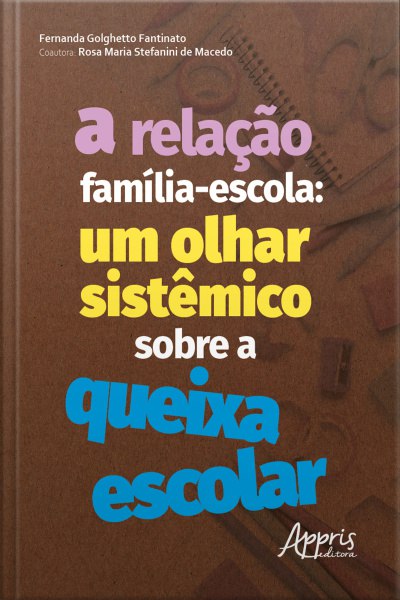 Fernanda Golghetto Fantinato
Coautora: Rosa Maria Stefanini de Macedo
a relação
família-escola:
um olhar
sistêmico
sobre a
queixa
escolar
Appris
editora